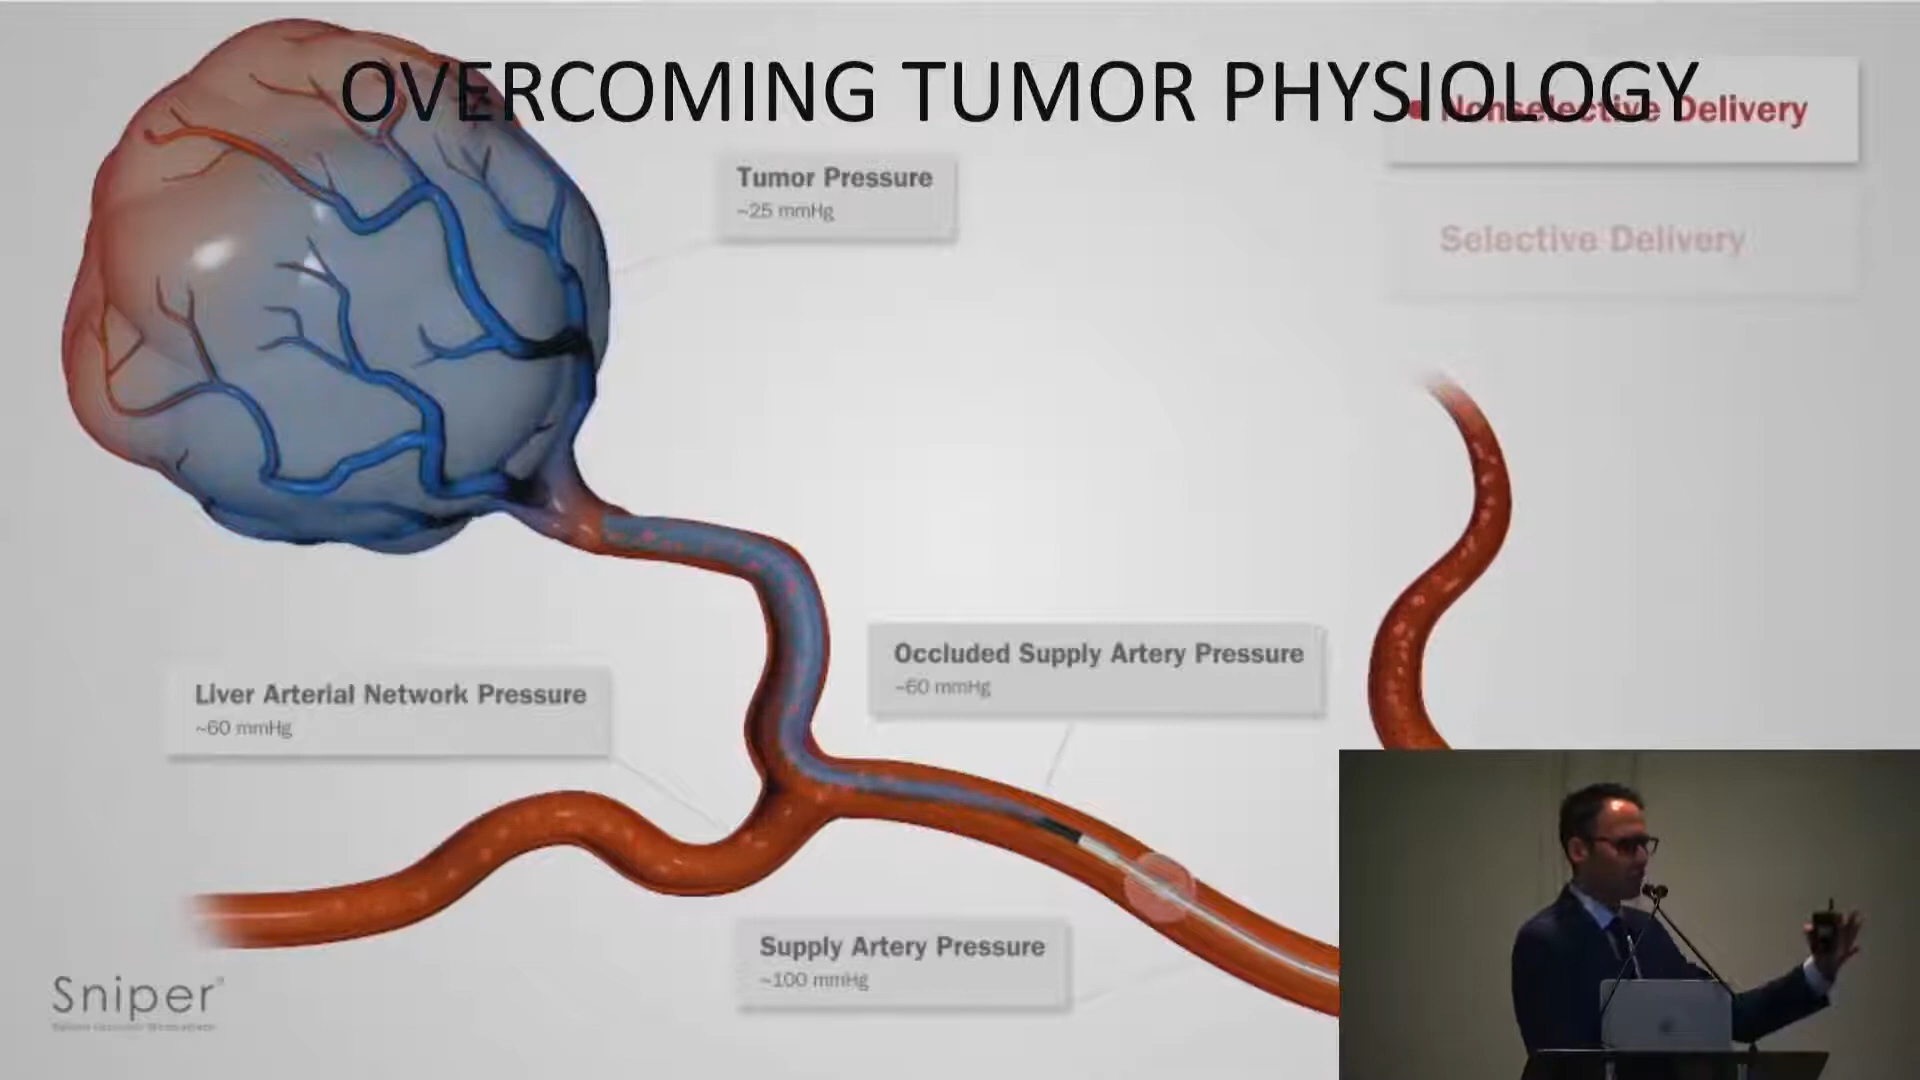 OVERCOMING TUMOR PHYSIOLOGY
Nonselective Delivery
Tumor Pressure
~25 mmHg
Selective Delivery
Occluded Supply Artery Pressure
~60 mmHg
Liver Arterial Network Pressure
~60 mmHg
Supply Artery Pressure
~100 mmHg
Sniper